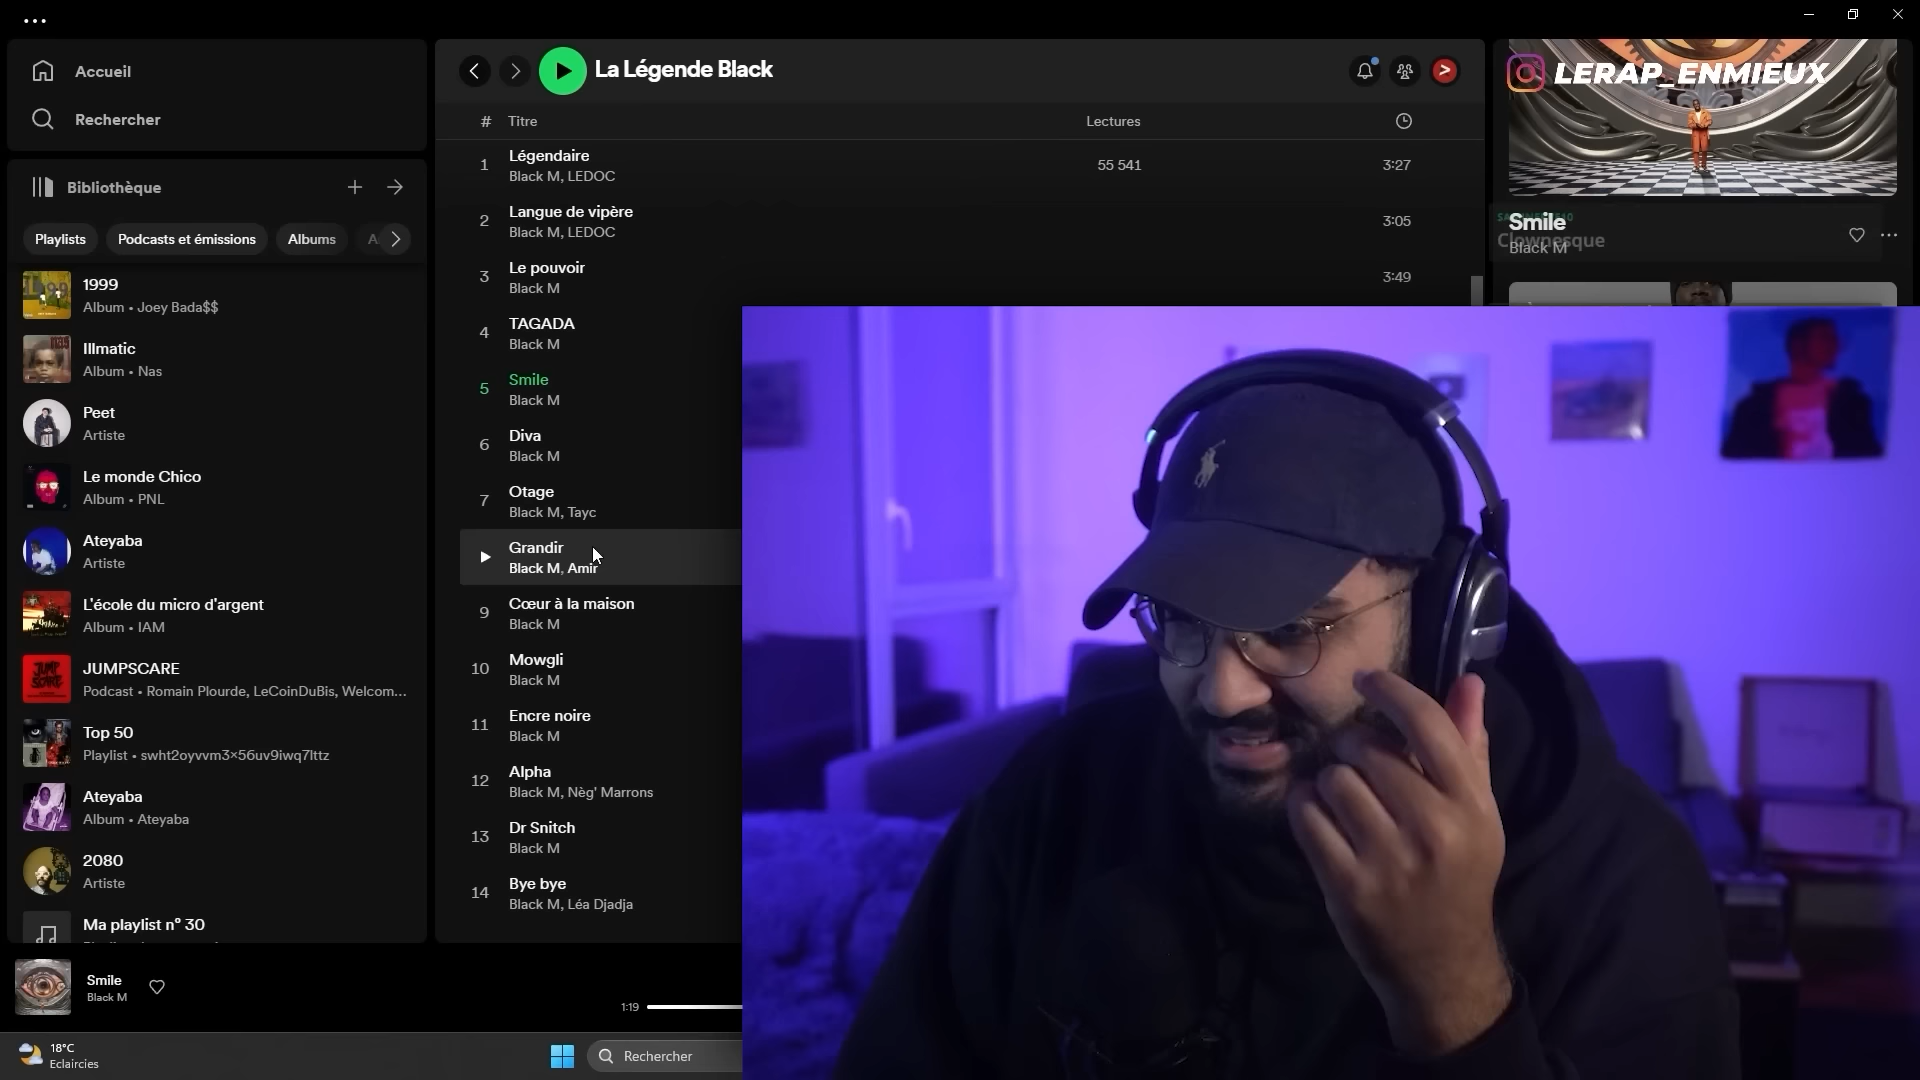 Accueil
Rechercher
Bibliothèque
Playlists
Podcasts et émissions
Albums
1999
Album • Joey Bada$$
Illmatic
Album • Nas
Peet
Artiste
Le monde Chico
Album • PNL
Ateyaba
Artiste
L'école du micro d'argent
Album • IAM
JUMPSCARE
Podcast • Romain Plourde, LeCoinDuBis, Welcom...
Top 50
Playlist • swht2oyvvm3x56uv9iwq7lttz
Ateyaba
Album • Ateyaba
2080
Artiste
Ma playlist nº 30
La Légende Black
# Titre Lectures
1 Légendaire 55 541 3:27
Black M, LEDOC
2 Langue de vipère 3:05
Black M, LEDOC
3 Le pouvoir 3:49
Black M
4 TAGADA
Black M
5 Smile
Black M
6 Diva
Black M
7 Otage
Black M, Tayc
Grandir
Black M, Amir
9 Cœur à la maison
Black M
10 Mowgli
Black M
11 Encre noire
Black M
12 Alpha
Black M, Nèg' Marrons
13 Dr Snitch
Black M
14 Bye bye
Black M, Léa Djadja
LERAP_ENMIEUX
Smile
Clownesque
Black M
Smile
Black M
1:19
18°C
Eclaircies
Rechercher